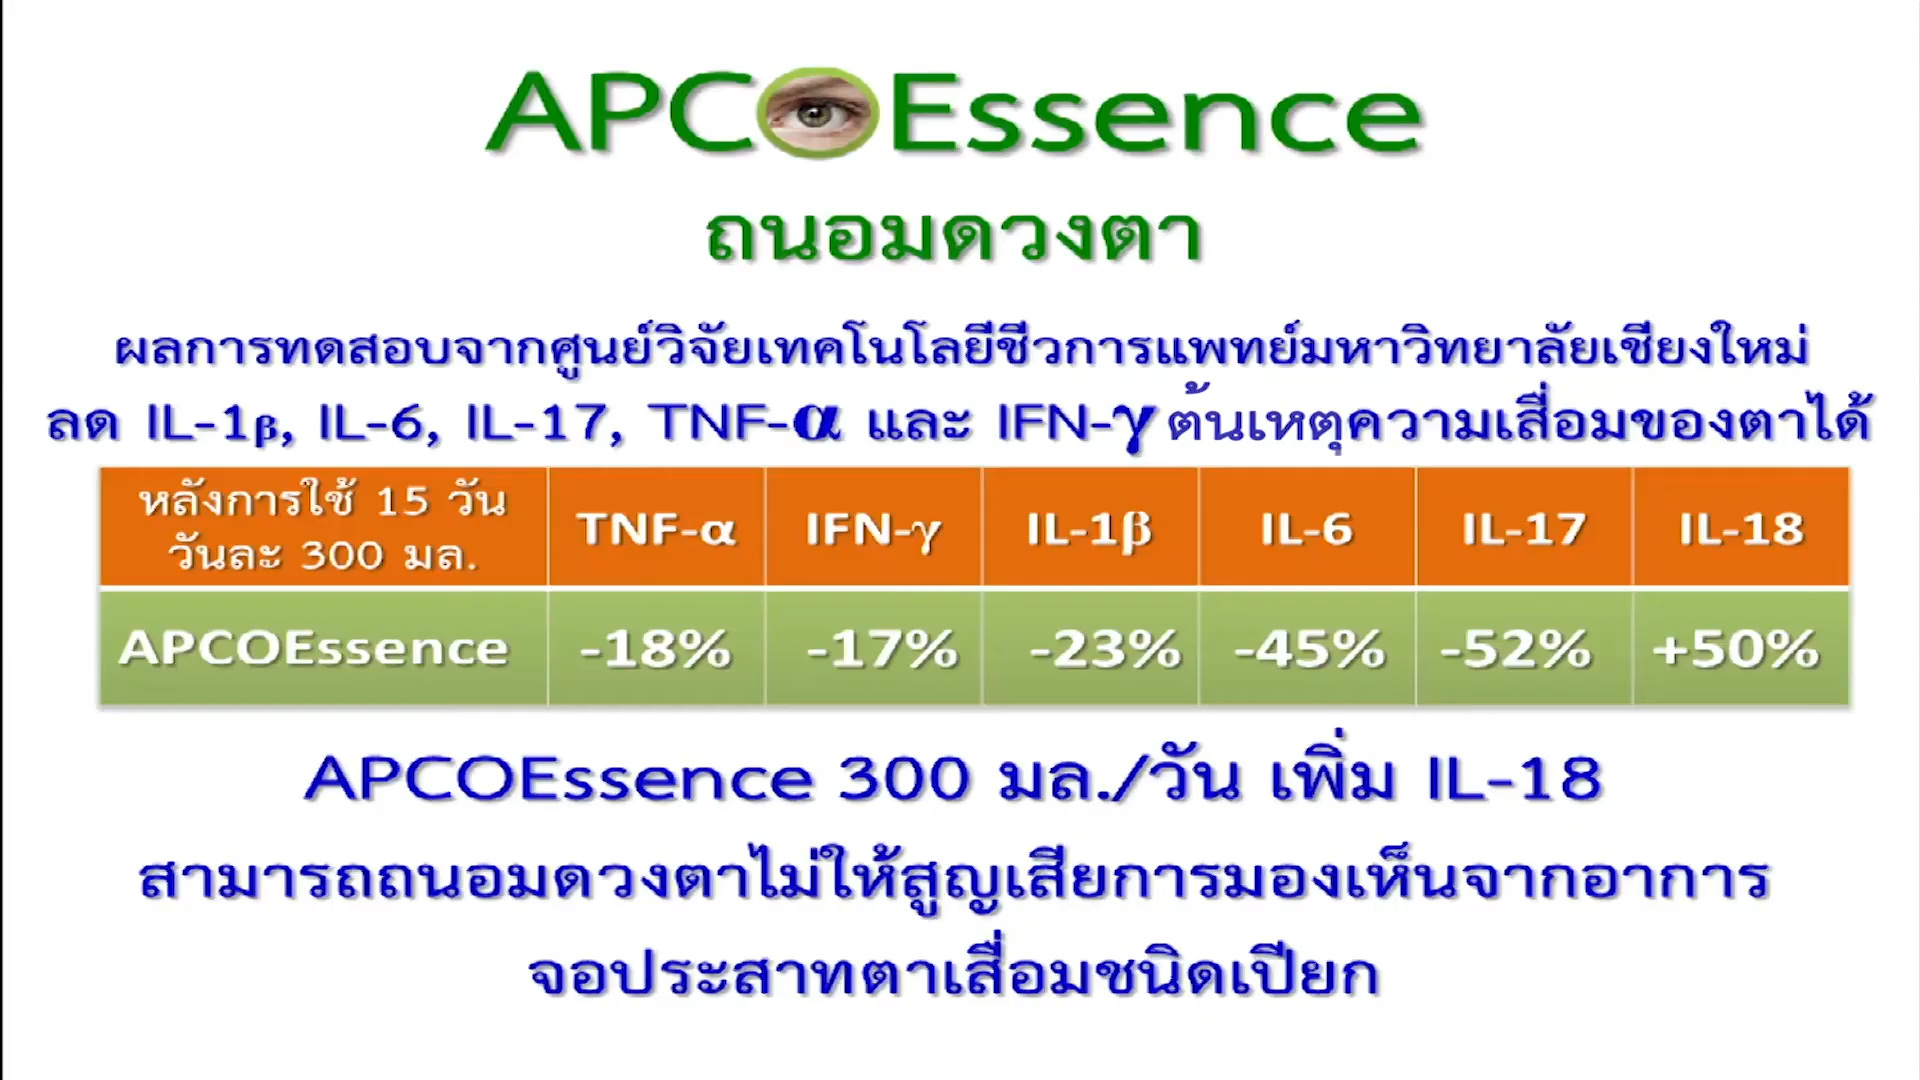 APCOEssence
ถนอมดวงตา
ผลการทดสอบจากศูนย์วิจัยเทคโนโลยีชีวการแพทย์มหาวิทยาลัยเชียงใหม่
ลด IL-1β, IL-6, IL-17, TNF-α และ IFN-γ ต้นเหตุความเสื่อมของตาได้
หลังการใช้ 15 วัน
วันละ 300 มล.
TNF-α IFN-γ IL-1β IL-6 IL-17 IL-18
APCOEssence -18% -17% -23% -45% -52% +50%
APCOEssence 300 มล./วัน เพิ่ม IL-18
สามารถถนอมดวงตาไม่ให้สูญเสียการมองเห็นจากอาการ
จอประสาทตาเสื่อมชนิดเปียก